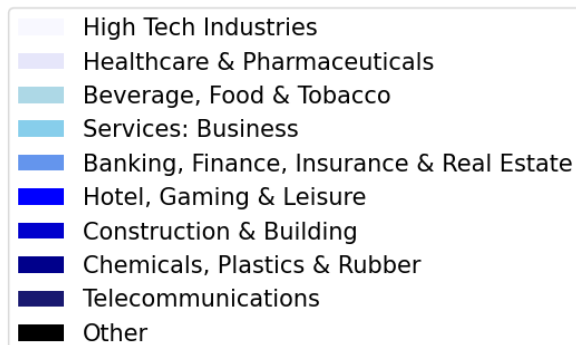 High Tech Industries
Healthcare & Pharmaceuticals
Beverage, Food & Tobacco
Services: Business
Banking, Finance, Insurance & Real Estate
Hotel, Gaming & Leisure
Construction & Building
Chemicals, Plastics & Rubber
Telecommunications
Other